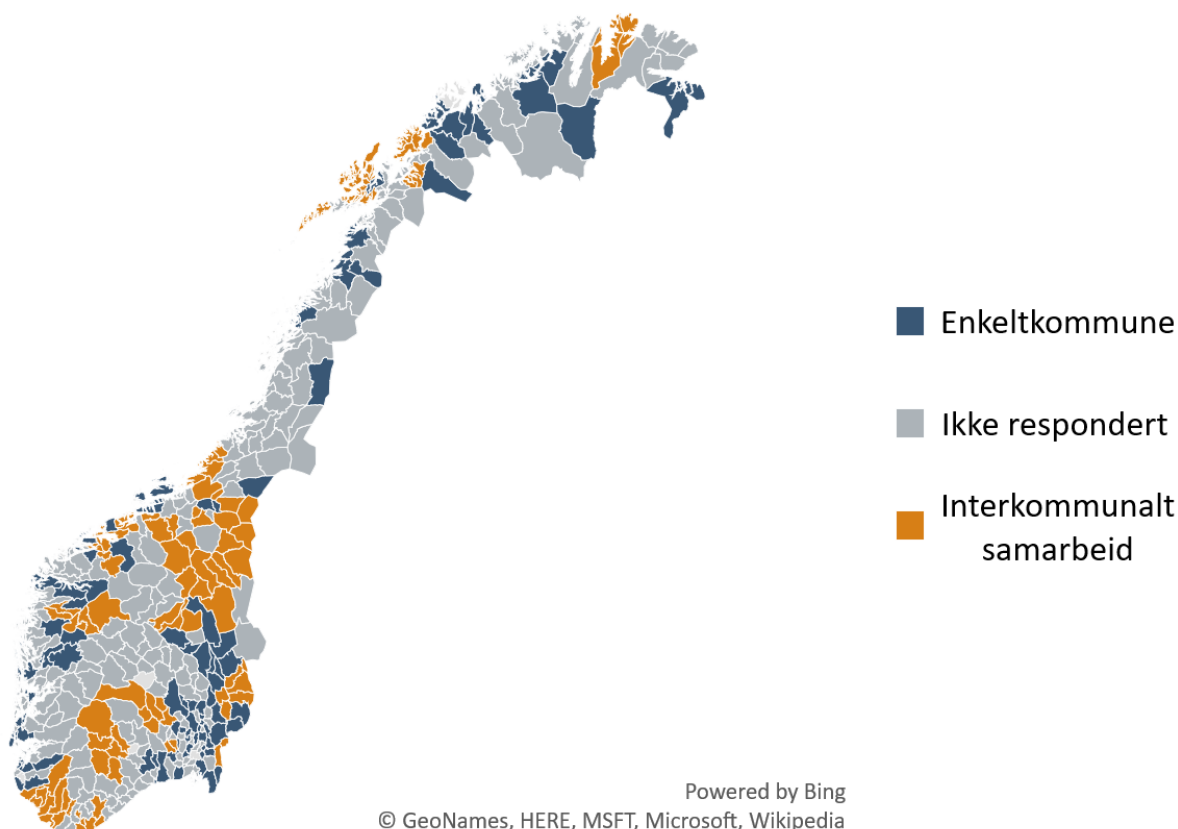 Enkeltkommune
Ikke respondert
Interkommunalt
samarbeid
Powered by Bing
© GeoNames, HERE, MSFT, Microsoft, Wikipedia